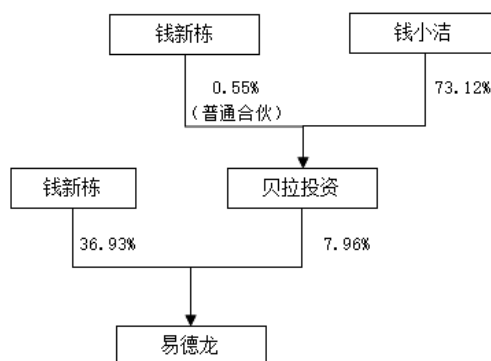 钱新栋
钱小洁
0.55%
（普通合伙）
73.12%
钱新栋
贝拉投资
36.93%
7.96%
易德龙